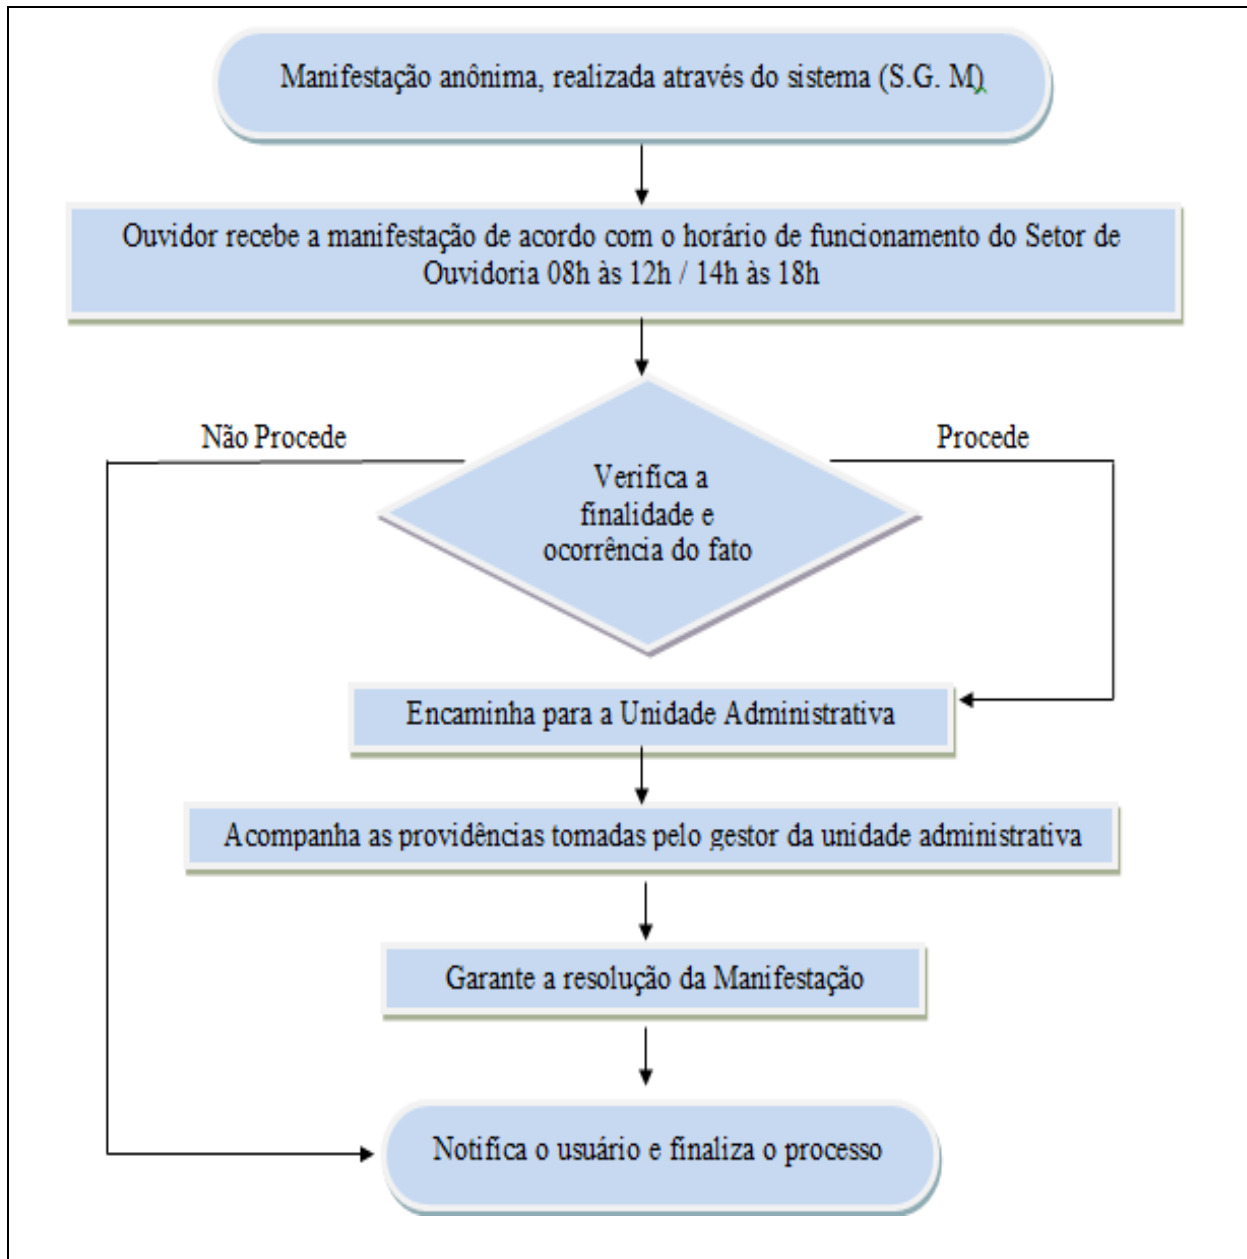 Manifestação anônima, realizada através do sistema (S.G. M)
Ouvidor recebe a manifestação de acordo com o horário de funcionamento do Setor de
Ouvidoria 08h às 12h / 14h às 18h
Não Procede
Procede
Verifica a
finalidade e
ocorrência do fato
Encaminha para a Unidade Administrativa
Acompanha as providências tomadas pelo gestor da unidade administrativa
Garante a resolução da Manifestação
Notifica o usuário e finaliza o processo